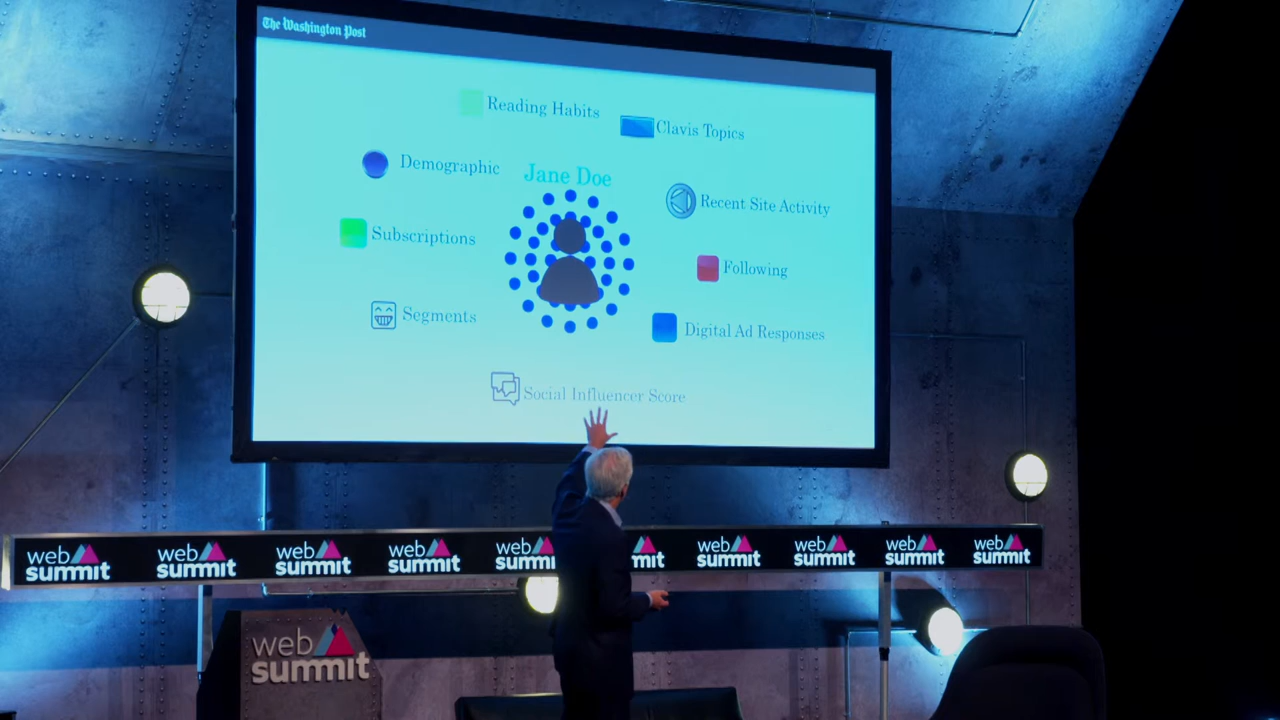 The Washington Post
Reading Habits
Clavis Topics
Demographic
Jane Doe
Recent Site Activity
Subscriptions
Following
Segments
Digital Ad Responses
Social Influencer Score
web summit
web summit
web summit
web summit
web summit
mmit
web summit
web summit
web summit
web summit
web
summit